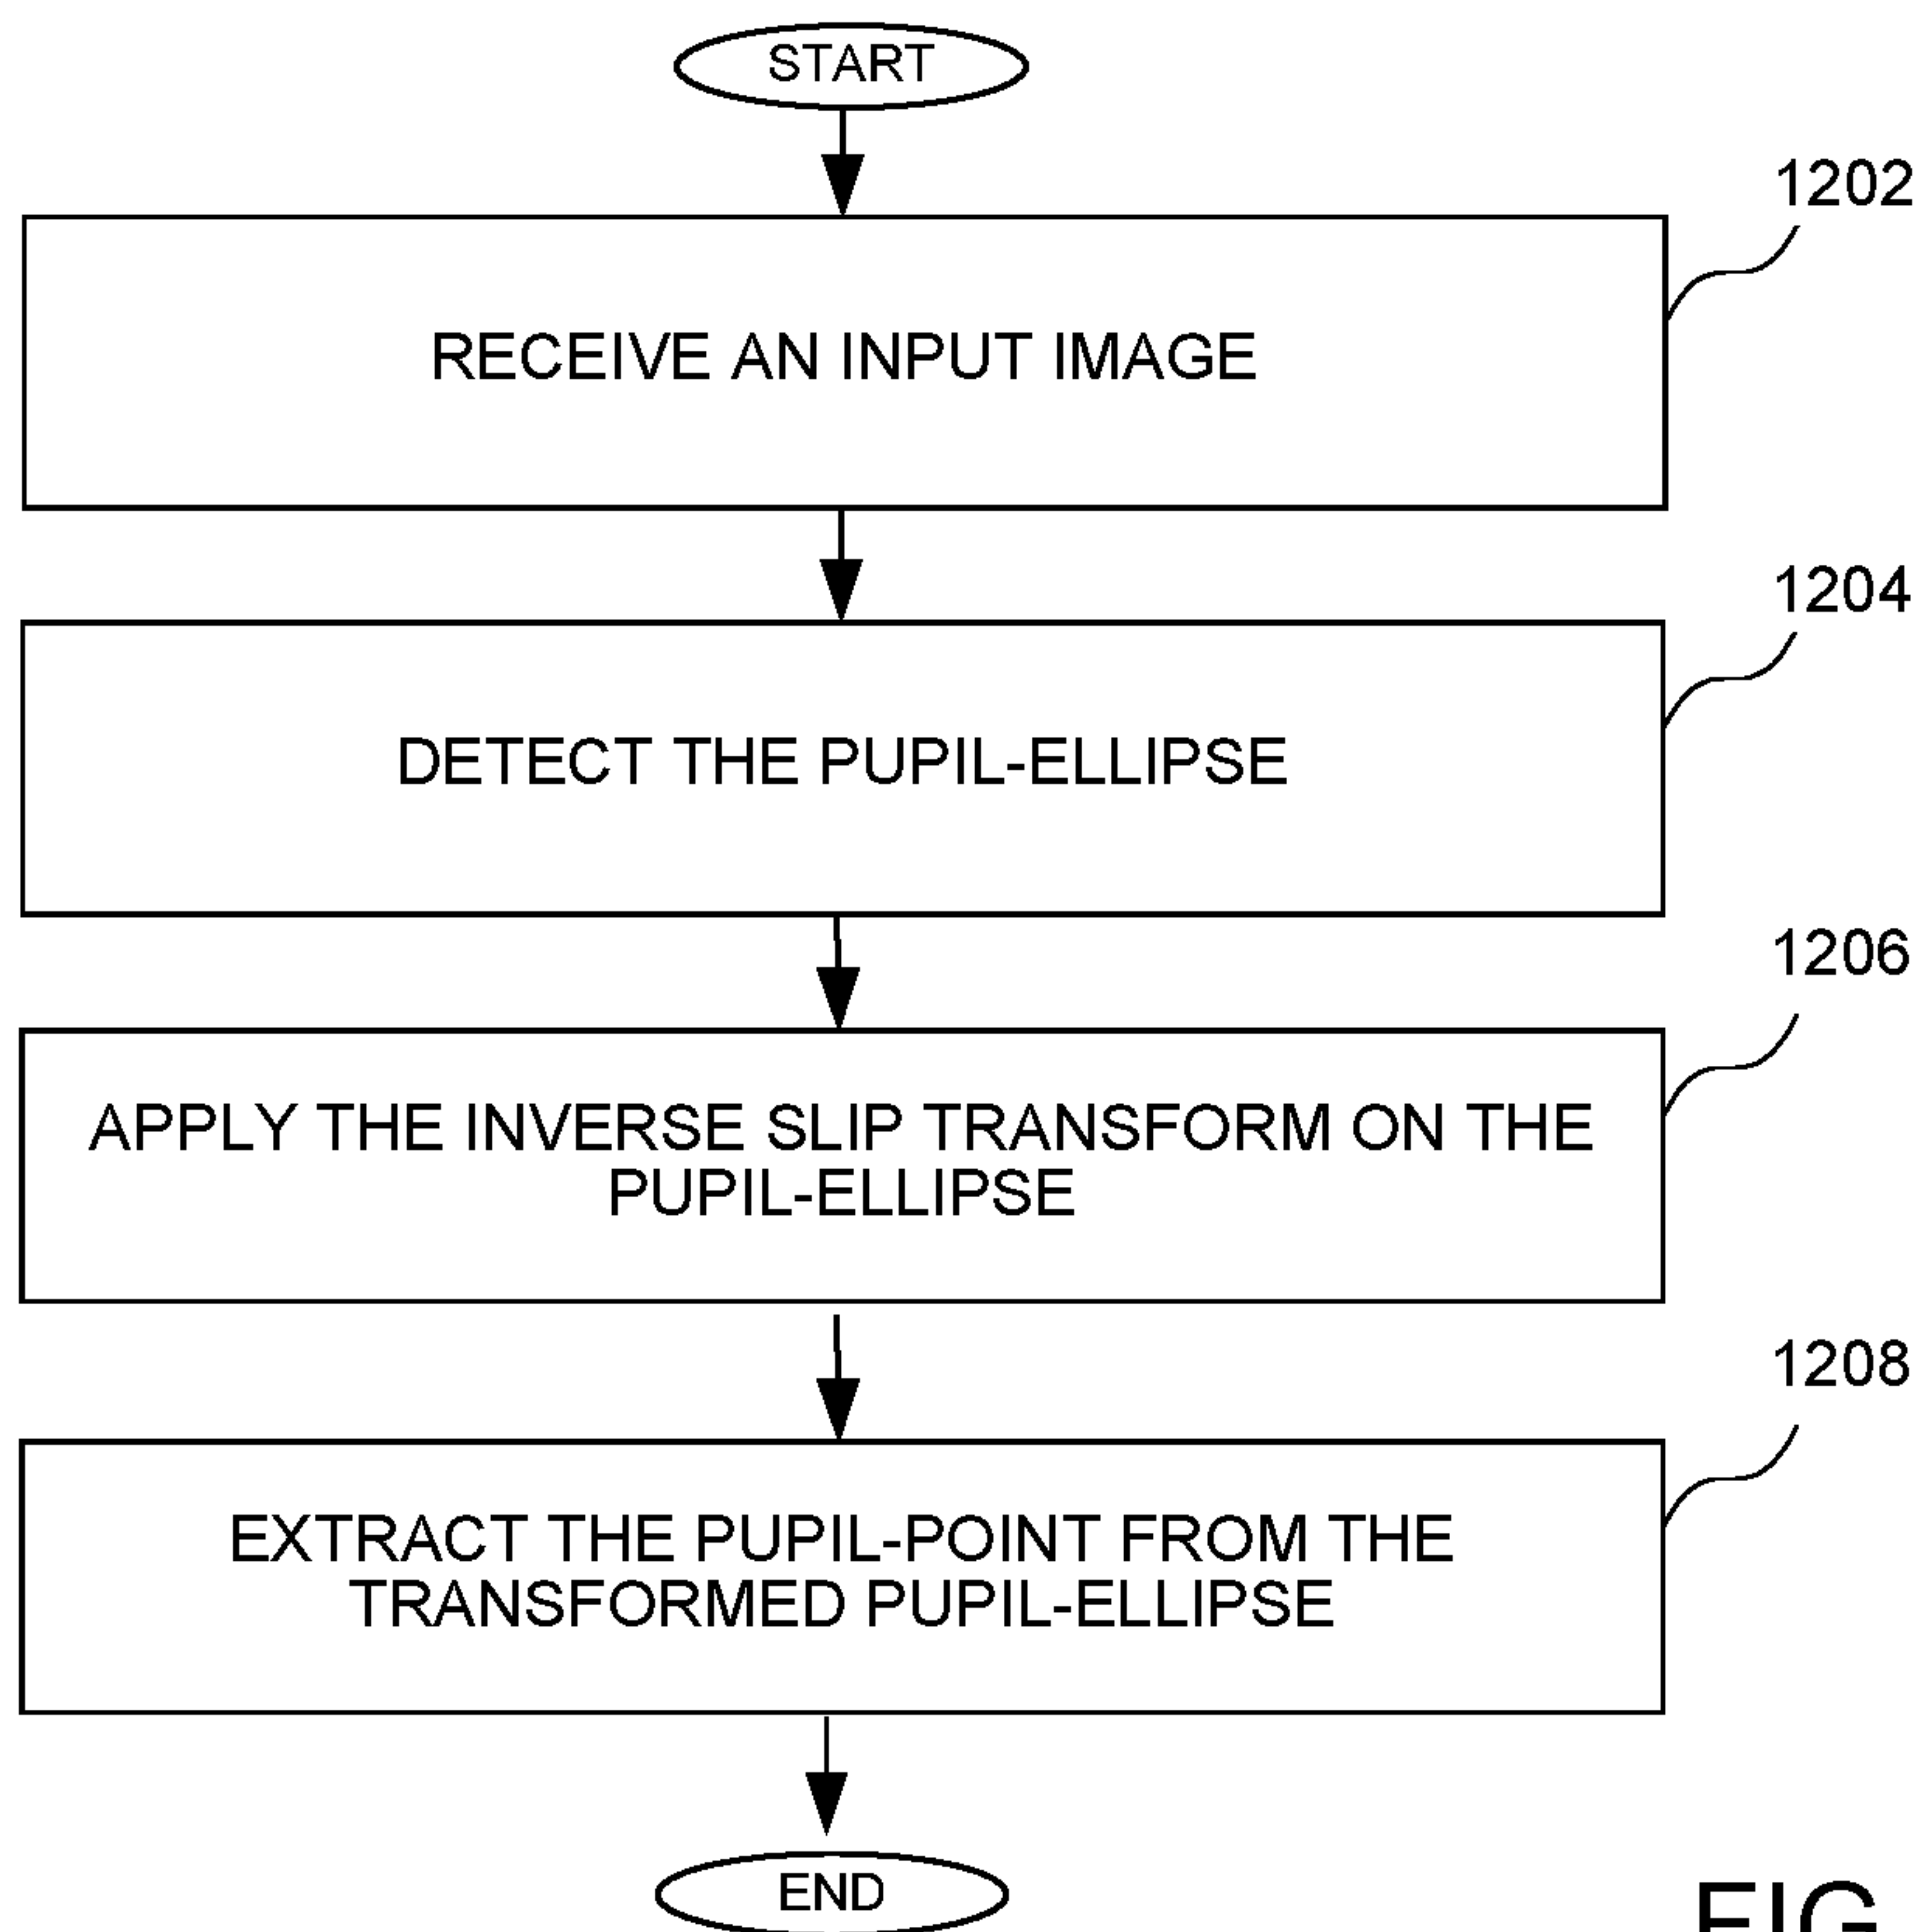 START
1202
RECEIVE AN INPUT IMAGE
1204
DETECT THE PUPIL-ELLIPSE
1206
APPLY THE INVERSE SLIP TRANSFORM ON THE
PUPIL-ELLIPSE
1208
EXTRACT THE PUPIL-POINT FROM THE
TRANSFORMED PUPIL-ELLIPSE
END
FIG